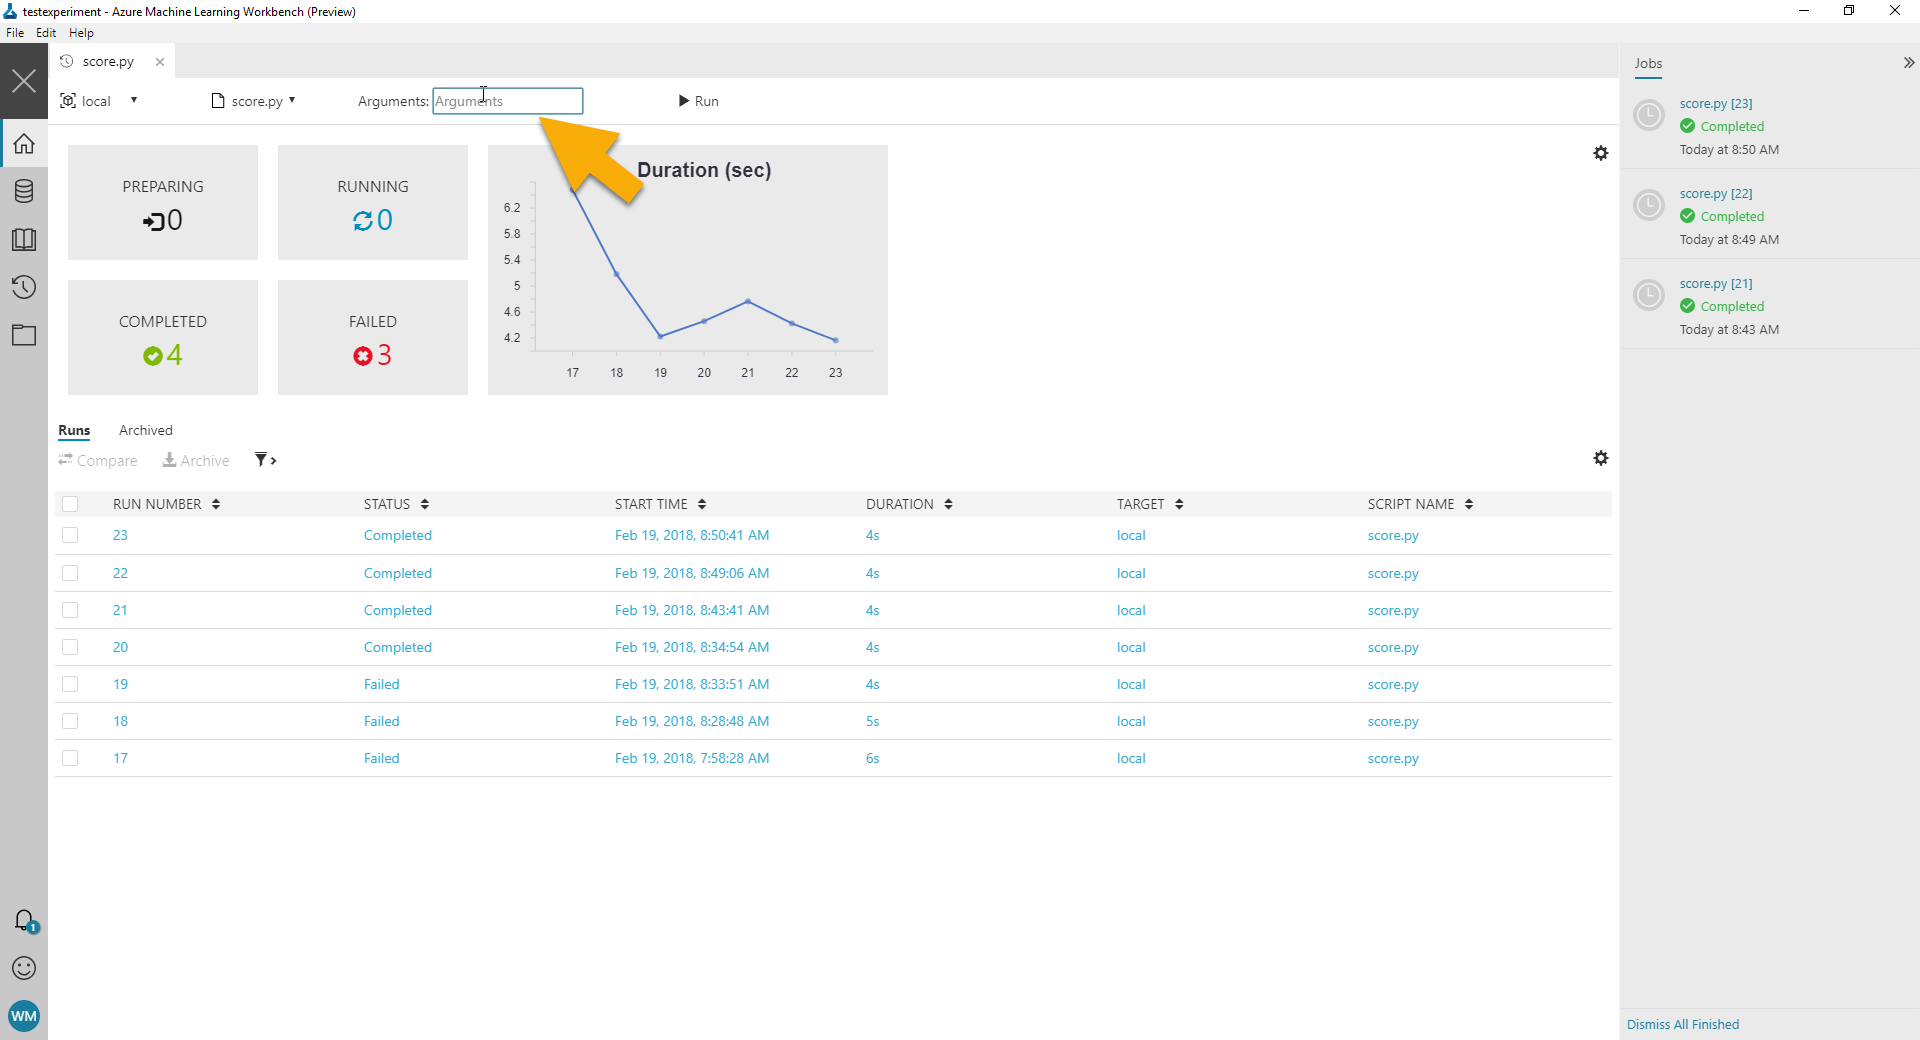 testexperiment - Azure Machine Learning Workbench (Preview)
File Edit Help
score.py
local score.py Arguments: Arguments Run
PREPARING
0
RUNNING
0
COMPLETED
4
FAILED
3
Duration (sec)
6.2
5.8
5.4
5
4.6
4.2
17 18 19 20 21 22 23
Runs Archived
Compare Archive
RUN NUMBER STATUS START TIME DURATION TARGET SCRIPT NAME
23 Completed Feb 19, 2018, 8:50:41 AM 4s local score.py
22 Completed Feb 19, 2018, 8:49:06 AM 4s local score.py
21 Completed Feb 19, 2018, 8:43:41 AM 4s local score.py
20 Completed Feb 19, 2018, 8:34:54 AM 4s local score.py
19 Failed Feb 19, 2018, 8:33:51 AM 4s local score.py
18 Failed Feb 19, 2018, 8:28:48 AM 5s local score.py
17 Failed Feb 19, 2018, 7:58:28 AM 6s local score.py
1
WM
Jobs
score.py [23]
Completed
Today at 8:50 AM
score.py [22]
Completed
Today at 8:49 AM
score.py [21]
Completed
Today at 8:43 AM
Dismiss All Finished